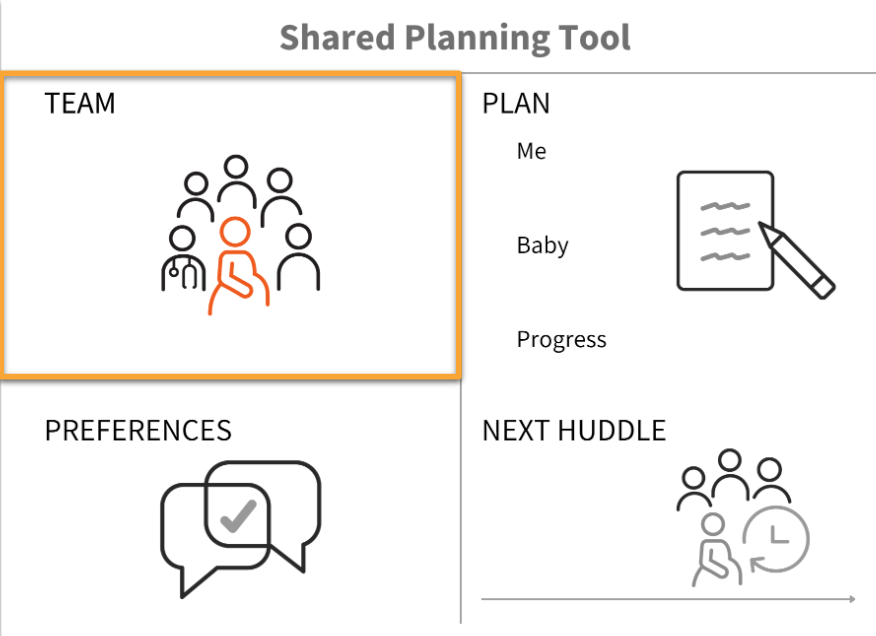 Shared Planning Tool
TEAM
PLAN
Me
Baby
Progress
PREFERENCES
NEXT HUDDLE